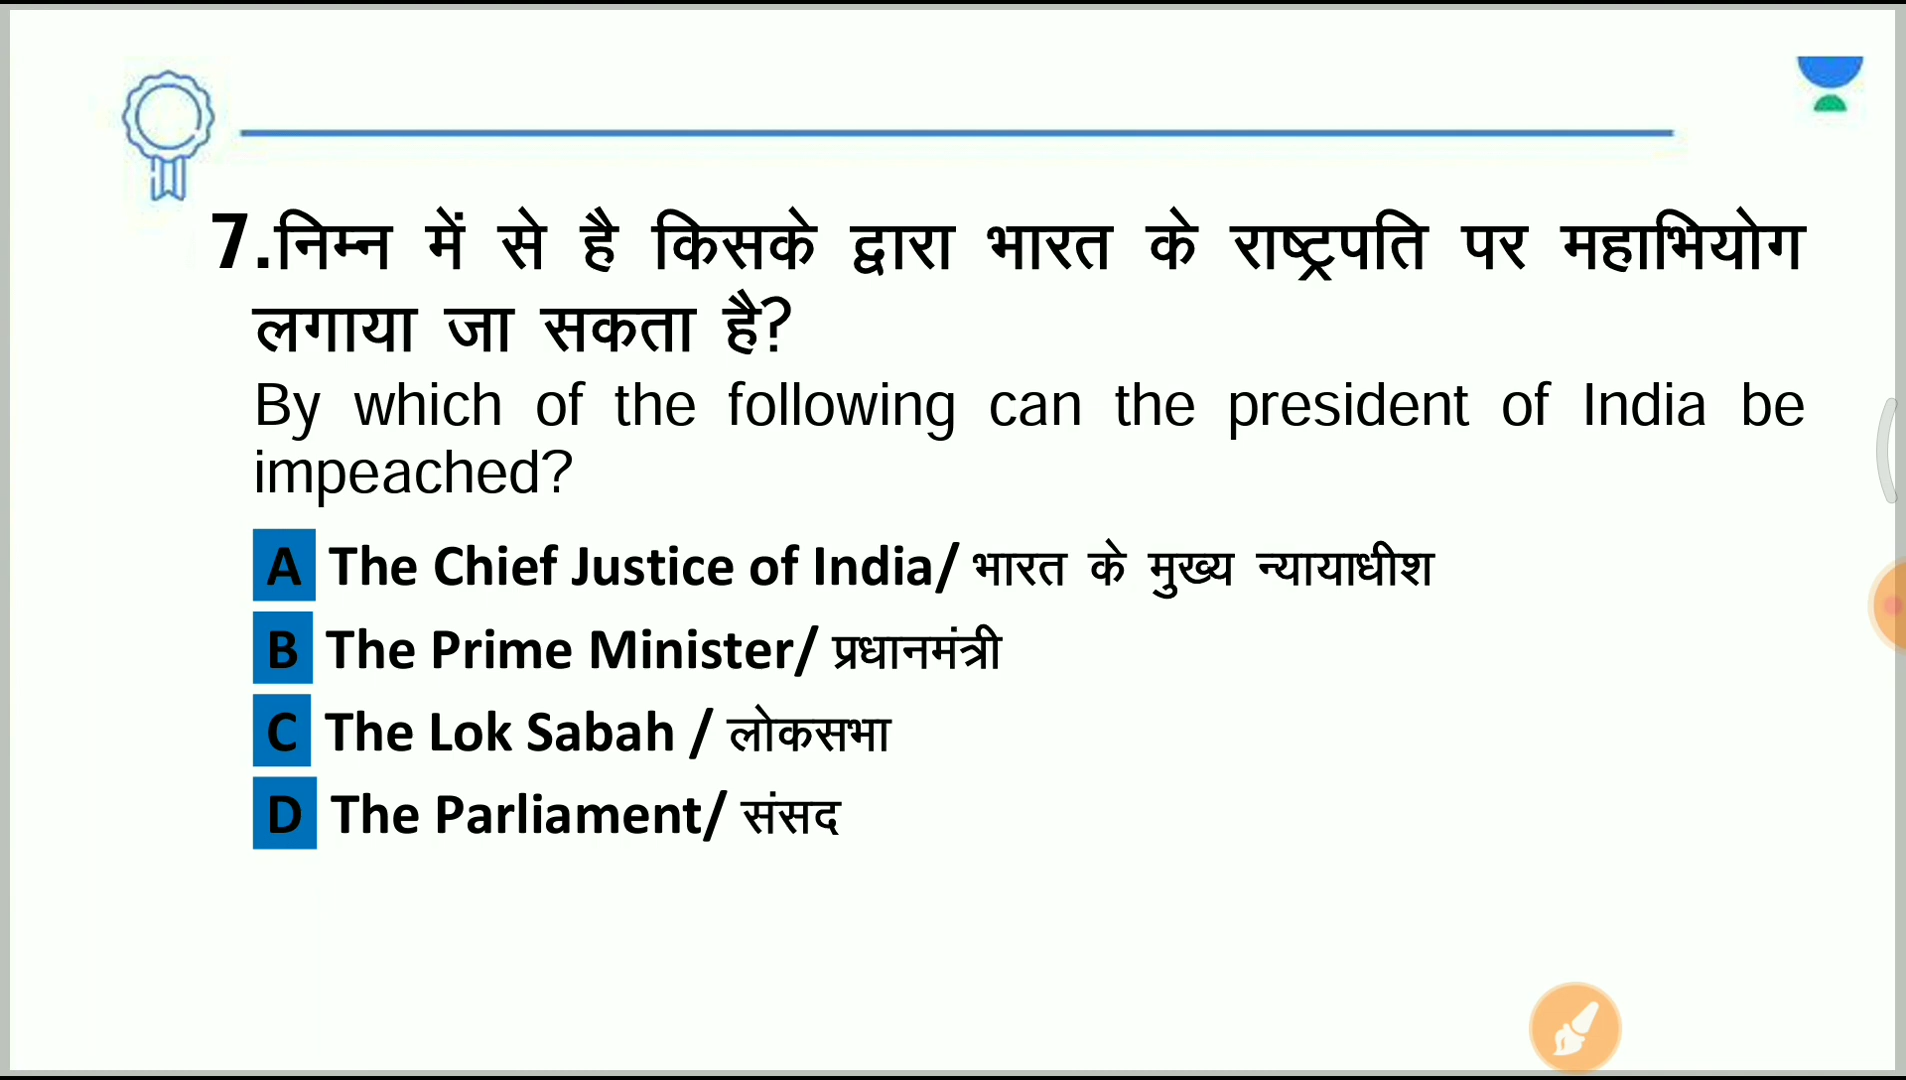 7.निम्न में से है किसके द्वारा भारत के राष्ट्रपति पर महाभियोग
लगाया जा सकता है?
By which of the following can the president of India be
impeached?
A The Chief Justice of India/ भारत के मुख्य न्यायाधीश
B The Prime Minister/ प्रधानमंत्री
C The Lok Sabah / लोकसभा
D The Parliament/ संसद